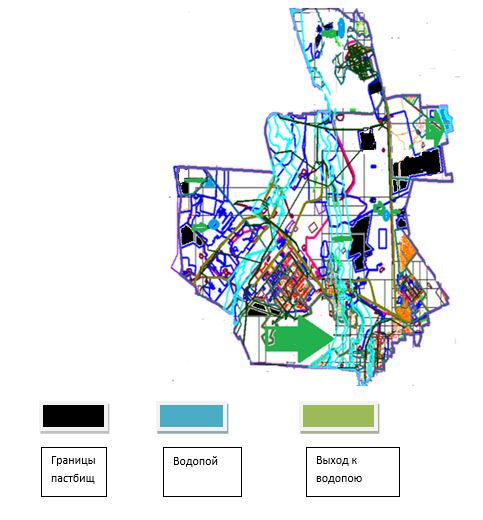 Границы
пастбищ
Водопой
Выход к
водопою